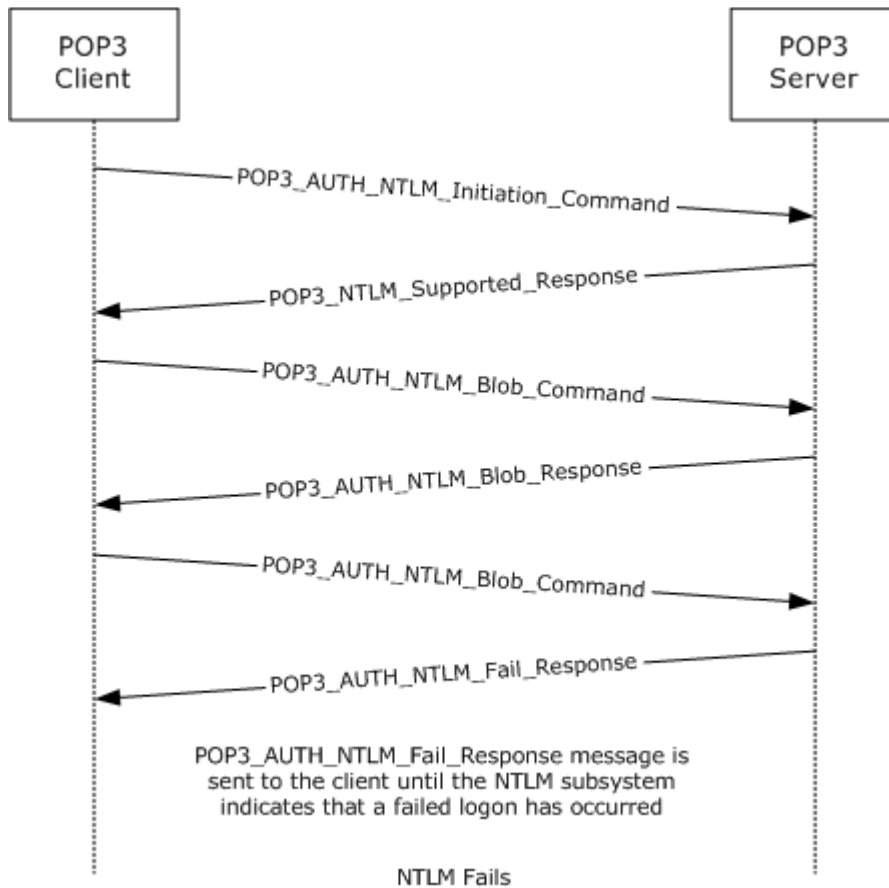 POP3
Client
POP3
Server
POP3_AUTH_NTLM_Initiation_Command
POP3_NTLM_Supported_Response
POP3_AUTH_NTLM_Blob_Command
POP3_AUTH_NTLM_Blob_Response
POP3_AUTH_NTLM_Blob_Command
POP3_AUTH_NTLM_Fail_Response
POP3_AUTH_NTLM_Fail_Response message is
sent to the client until the NTLM subsystem
indicates that a failed logon has occurred
NTLM Fails